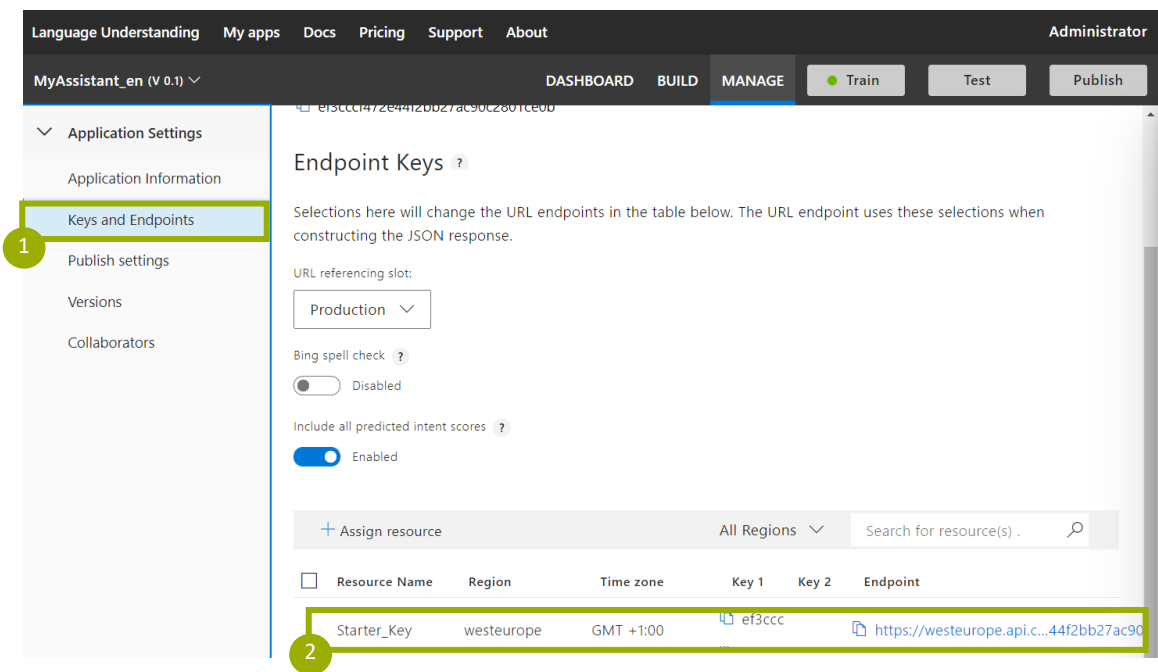 Language Understanding My apps Docs Pricing Support About Administrator
MyAssistant_en (V 0.1) DASHBOARD BUILD MANAGE Train Test Publish
Application Settings
Application Information
Keys and Endpoints
1
Publish settings
Versions
Collaborators
Endpoint Keys ?
Selections here will change the URL endpoints in the table below. The URL endpoint uses these selections when
constructing the JSON response.
URL referencing slot:
Production
Bing spell check ?
Disabled
Include all predicted intent scores ?
Enabled
+ Assign resource All Regions Search for resource(s) .
Resource Name Region Time zone Key 1 Key 2 Endpoint
Starter_Key westeurope GMT +1:00 ef3ccc ... https://westeurope.api.c...44f2bb27ac90
2